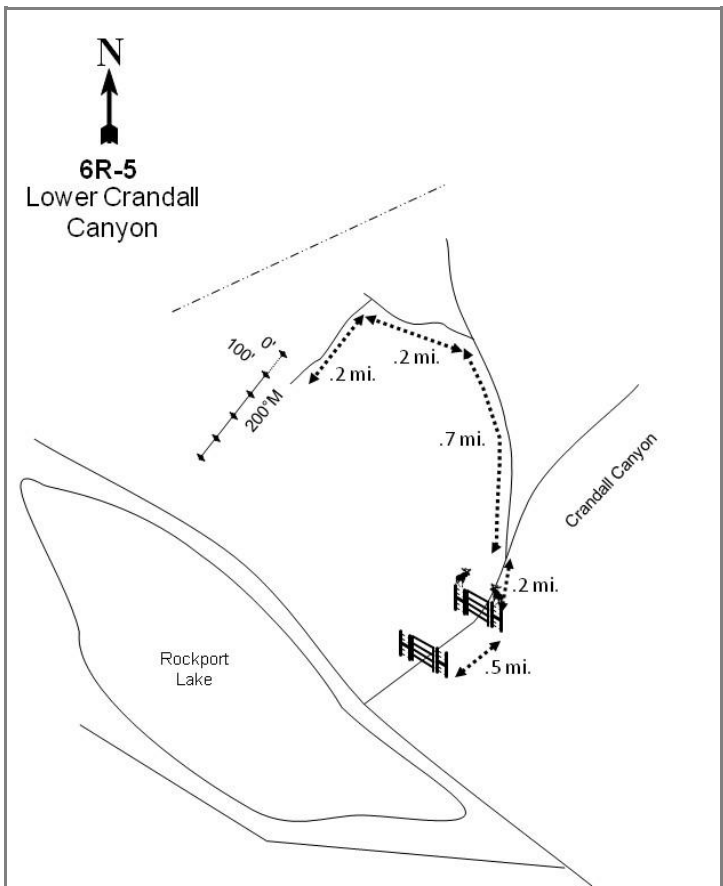 N
6R-5
Lower Crandall
Canyon
0'
100'
200°M
.2 mi.
.2 mi.
.7 mi.
Crandall Canyon
.2 mi.
.5 mi.
Rockport
Lake